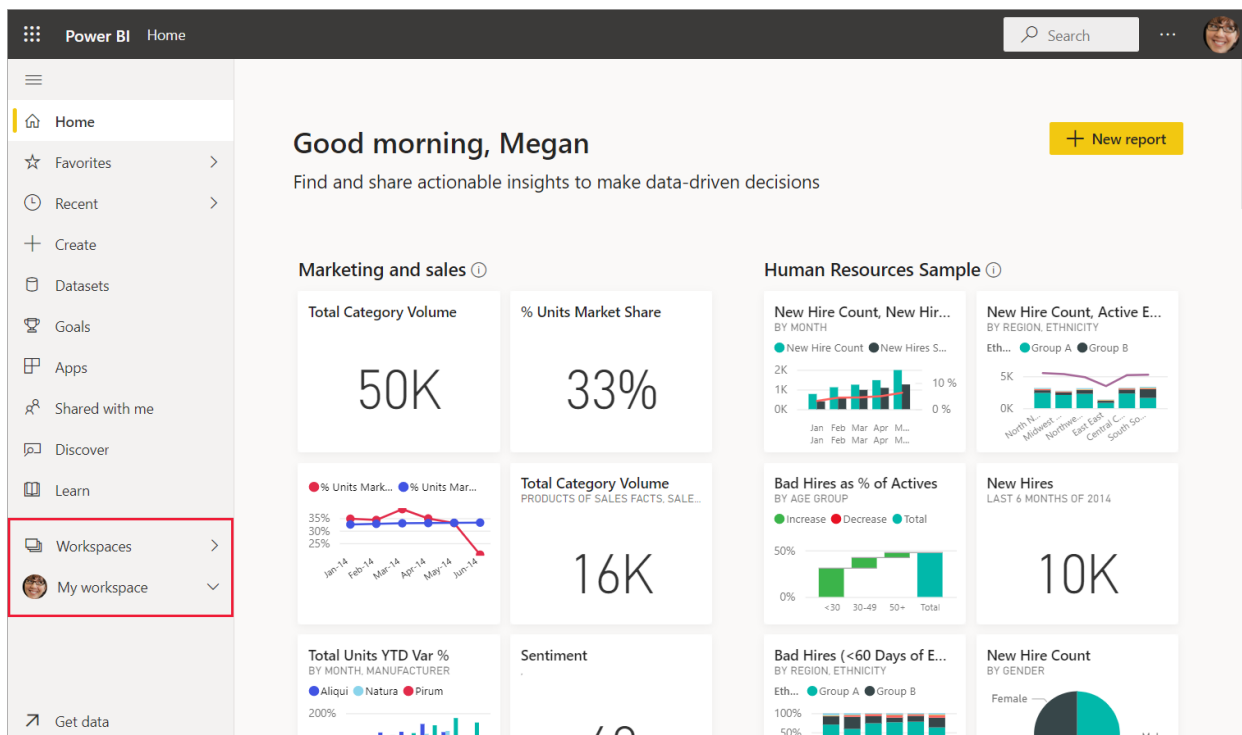 Power BI Home
Search
Home
Favorites
Recent
Create
Datasets
Goals
Apps
Shared with me
Discover
Learn
Workspaces
My workspace
Get data
Good morning, Megan
New report
Find and share actionable insights to make data-driven decisions
Marketing and sales
Total Category Volume
50K
% Units Market Share
33%
% Units Mark... % Units Mar...
35%
30%
25%
Jan-14 Feb-14 Mar-14 Apr-14 May-14 Jun-14
Total Category Volume
PRODUCTS OF SALES FACTS, SALE...
16K
Total Units YTD Var %
BY MONTH, MANUFACTURER
Aliqui Natura Pirum
200%
Sentiment
.
Human Resources Sample
New Hire Count, New Hir...
BY MONTH
New Hire Count New Hires S...
2K
1K
0K
10 %
0 %
Jan Feb Mar Apr M...
Jan Feb Mar Apr M...
New Hire Count, Active E...
BY REGION, ETHNICITY
Eth... Group A Group B
5K
0K
North N... Midwest ... Northwe... East East Central C... South So...
Bad Hires as % of Actives
BY AGE GROUP
Increase Decrease Total
50%
0%
<30 30-49 50+ Total
New Hires
LAST 6 MONTHS OF 2014
10K
Bad Hires (<60 Days of E...
BY REGION, ETHNICITY
Eth... Group A Group B
100%
50%
New Hire Count
BY GENDER
Female